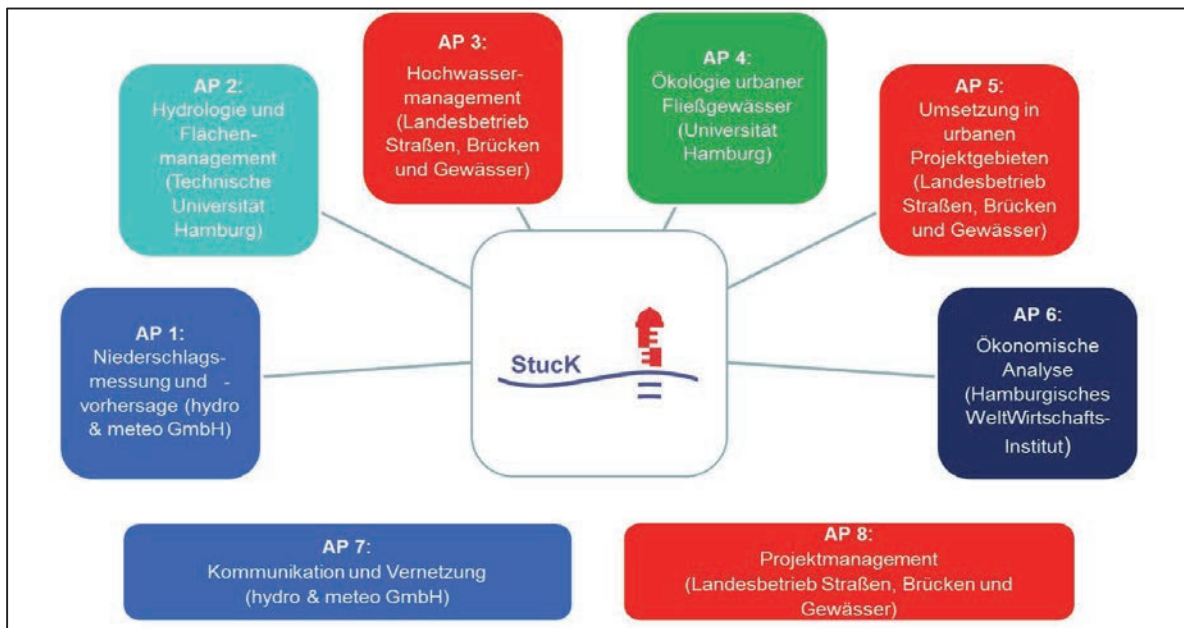 AP 1:
Niederschlags-
messung und -
vorhersage (hydro
& meteo GmbH)
AP 2:
Hydrologie und
Flächen-
management
(Technische
Universität
Hamburg)
AP 3:
Hochwasser-
management
(Landesbetrieb
Straßen, Brücken
und Gewässer)
AP 4:
Ökologie urbaner
Fließgewässer
(Universität
Hamburg)
AP 5:
Umsetzung in
urbanen
Projektgebieten
(Landesbetrieb
Straßen, Brücken
und Gewässer)
AP 6:
Ökonomische
Analyse
(Hamburgisches
WeltWirtschafts-
Institut)
StucK
AP 7:
Kommunikation und Vernetzung
(hydro & meteo GmbH)
AP 8:
Projektmanagement
(Landesbetrieb Straßen, Brücken und
Gewässer)